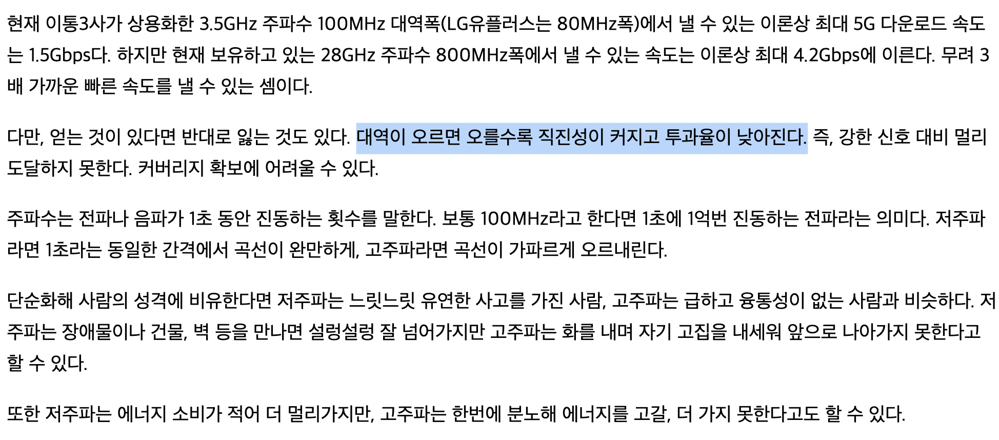 현재 이통3사가 상용화한 3.5GHz 주파수 100MHz 대역폭(LG유플러스는 80MHz폭)에서 낼 수 있는 이론상 최대 5G 다운로드 속도
는 1.5Gbps다. 하지만 현재 보유하고 있는 28GHz 주파수 800MHz폭에서 낼 수 있는 속도는 이론상 최대 4.2Gbps에 이른다. 무려 3
배 가까운 빠른 속도를 낼 수 있는 셈이다.
다만, 얻는 것이 있다면 반대로 잃는 것도 있다. 대역이 오르면 오를수록 직진성이 커지고 투과율이 낮아진다. 즉, 강한 신호 대비 멀리
도달하지 못한다. 커버리지 확보에 어려울 수 있다.
주파수는 전파나 음파가 1초 동안 진동하는 횟수를 말한다. 보통 100MHz라고 한다면 1초에 1억번 진동하는 전파라는 의미다. 저주파
라면 1초라는 동일한 간격에서 곡선이 완만하게, 고주파라면 곡선이 가파르게 오르내린다.
단순화해 사람의 성격에 비유한다면 저주파는 느릿느릿 유연한 사고를 가진 사람, 고주파는 급하고 융통성이 없는 사람과 비슷하다. 저
주파는 장애물이나 건물, 벽 등을 만나면 설렁설렁 잘 넘어가지만 고주파는 화를 내며 자기 고집을 내세워 앞으로 나아가지 못한다고
할 수 있다.
또한 저주파는 에너지 소비가 적어 더 멀리가지만, 고주파는 한번에 분노해 에너지를 고갈, 더 가지 못한다고도 할 수 있다.